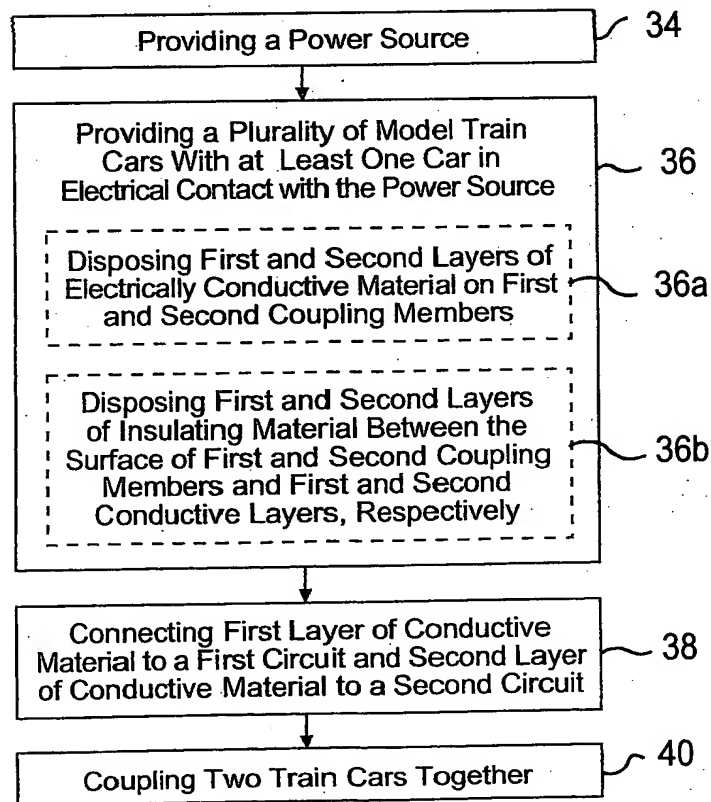 Providing a Power Source
34
Providing a Plurality of Model Train
Cars With at Least One Car in
Electrical Contact with the Power Source
36
Disposing First and Second Layers of
Electrically Conductive Material on First
and Second Coupling Members
36a
Disposing First and Second Layers
of Insulating Material Between the
Surface of First and Second Coupling
Members and First and Second
Conductive Layers, Respectively
36b
Connecting First Layer of Conductive
Material to a First Circuit and Second Layer
of Conductive Material to a Second Circuit
38
Coupling Two Train Cars Together
40